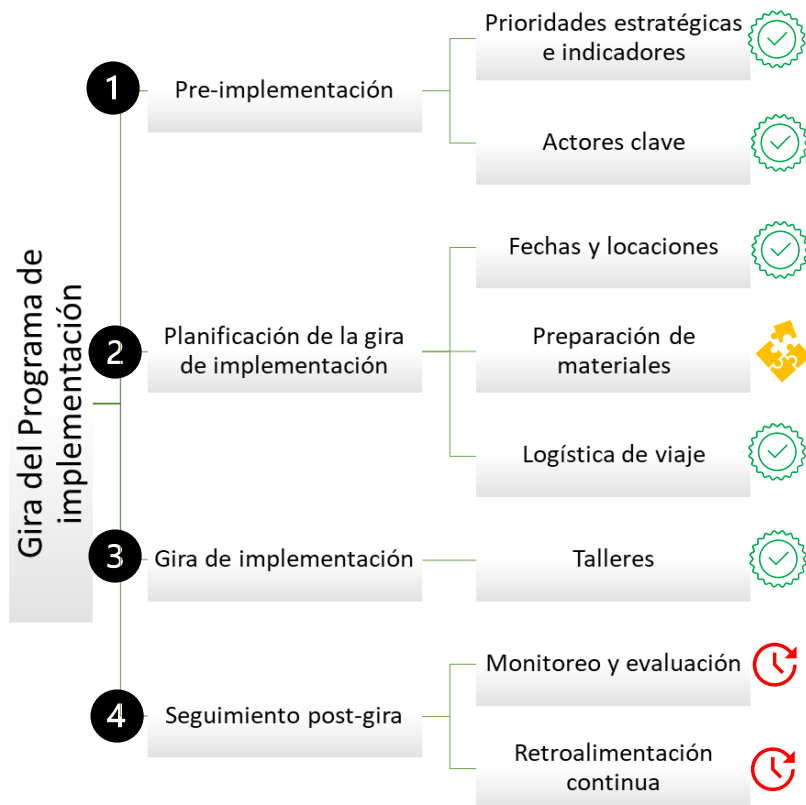 Gira del Programa de
implementación
1
Pre-implementación
Prioridades estratégicas
e indicadores
Actores clave
2
Planificación de la gira
de implementación
Fechas y locaciones
Preparación de
materiales
Logística de viaje
3
Gira de implementación
Talleres
4
Seguimiento post-gira
Monitoreo y evaluación
Retroalimentación
continua